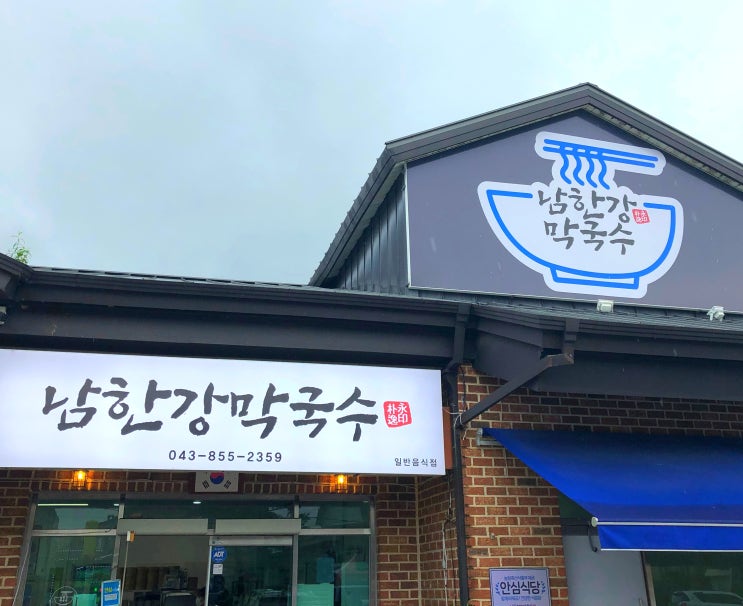 남한강
막국수
남한강막국수
043-855-2359
일반음식점
ADT
안심식당